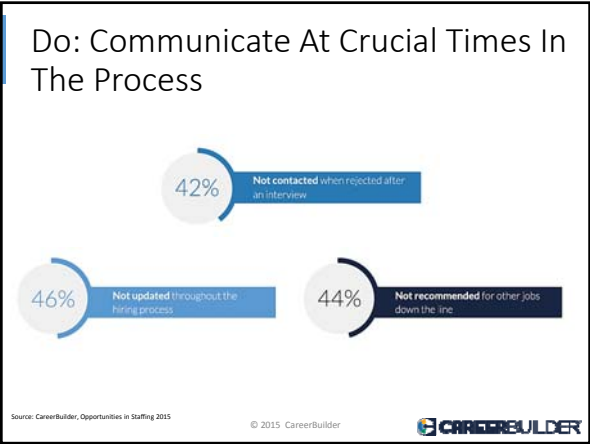 Do: Communicate At Crucial Times In
The Process
42%
Not contacted when rejected after
an interview
46%
Not updated throughout the
hiring process
44%
Not recommended for other jobs
down the line
Source: CareerBuilder, Opportunities in Staffing 2015
© 2015 CareerBuilder
CAREERBUILDER